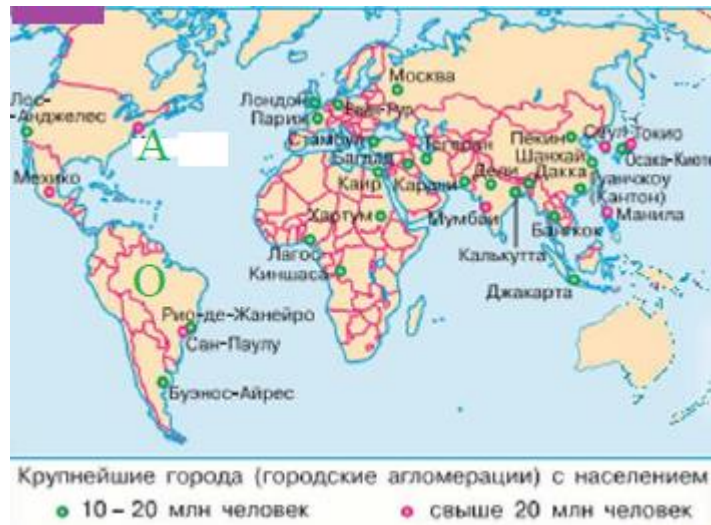 Москва
Лос-
-Анджелес
Лондон
Париж
Рейн-Рур
А
Стамбул
Тегеран
Пекин
Сеул
Токио
Багдад
Дели
Шанхай
Осака-Киото
Мехико
Каир
Карачи
Дакка
Гуанчжоу
(Кантон)
Хартум
Мумбаи
Манила
Бангкок
Лагос
Калькутта
О
Киншаса
Джакарта
Рио-де-Жанейро
Сан-Паулу
Буэнос-Айрес
Крупнейшие города (городские агломерации) с населением
10 – 20 млн человек
свыше 20 млн человек